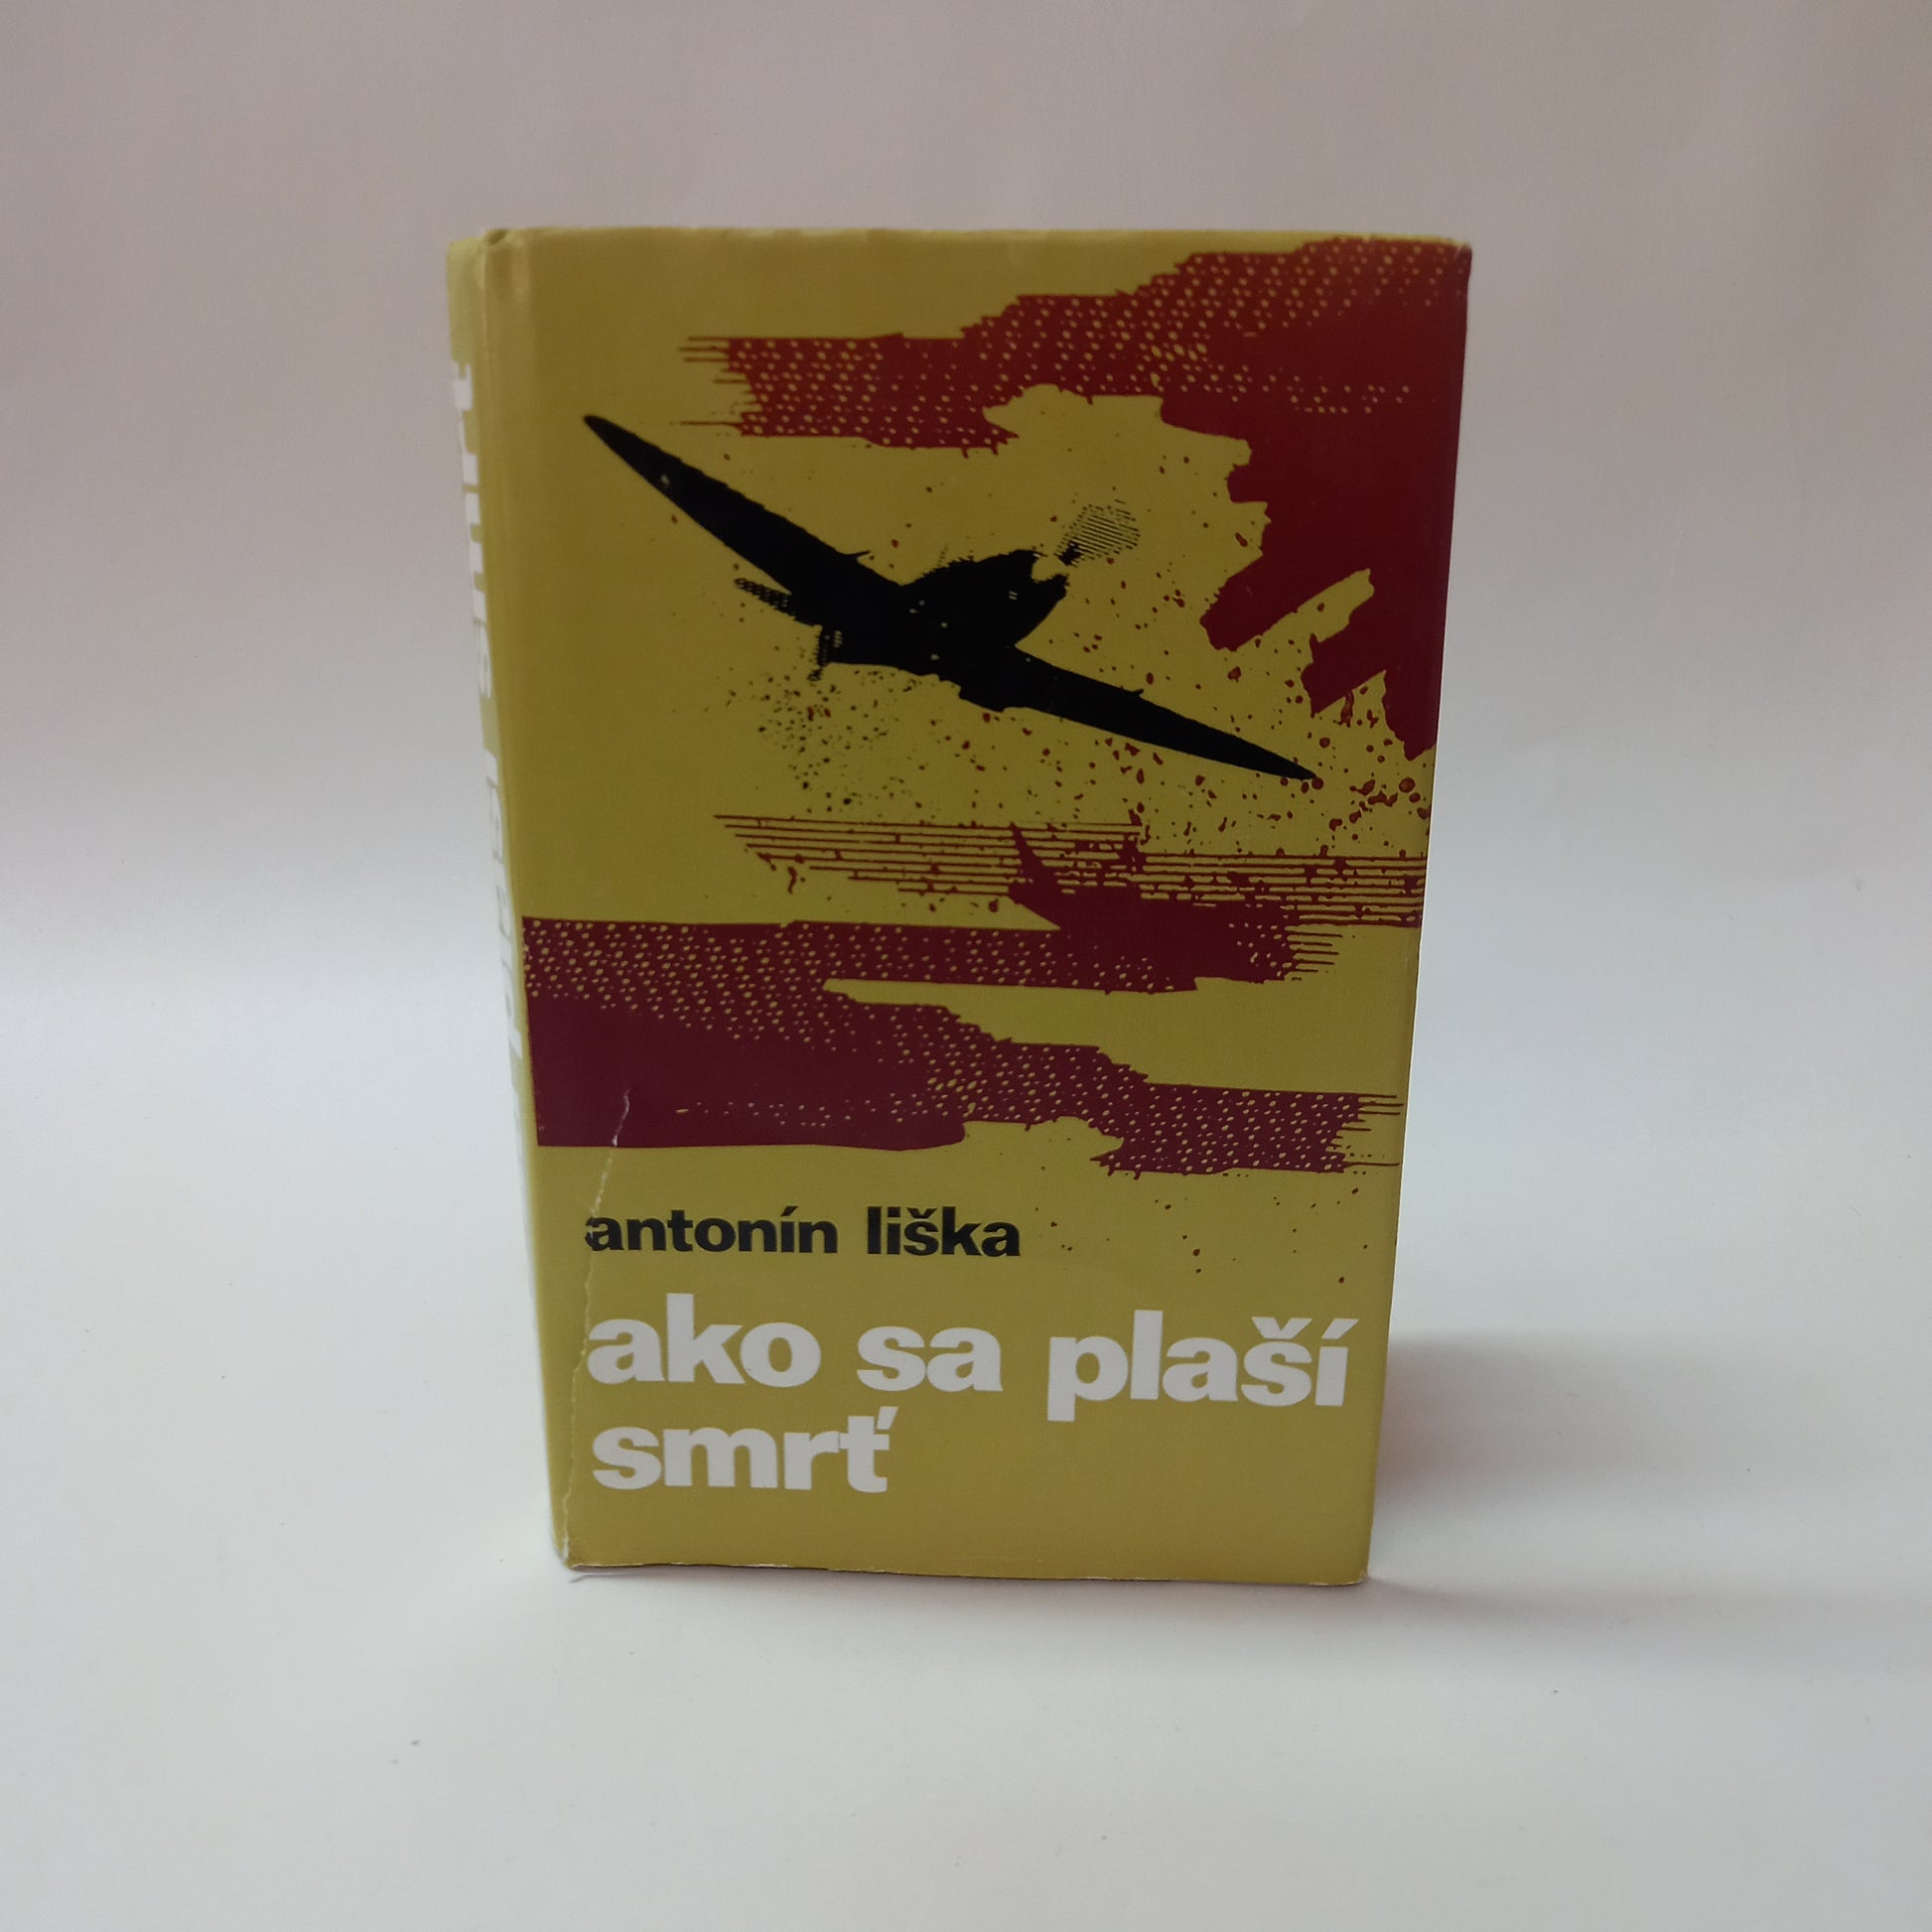 antonín liška
ako sa plaší
smrť